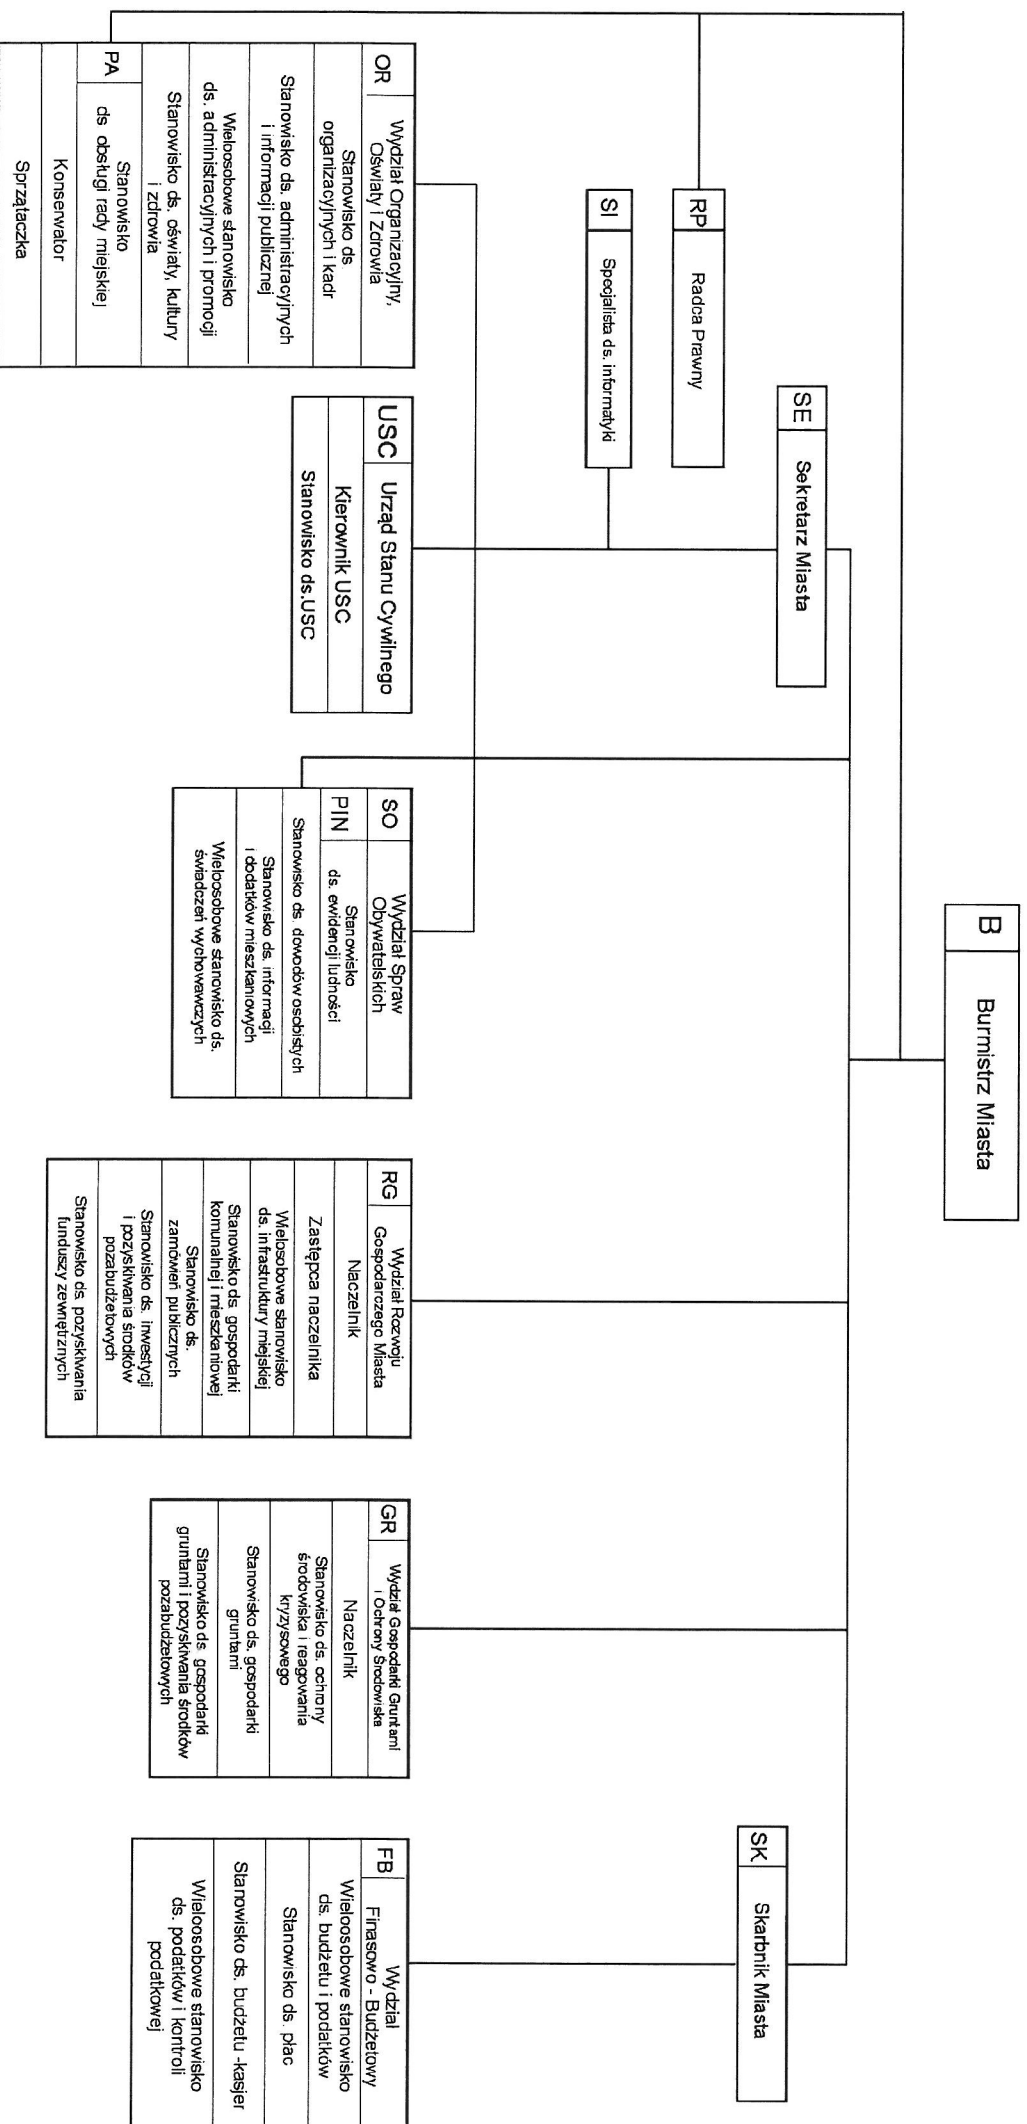 B
Burmistrz Miasta
SE
Sekretarz Miasta
SK
Skarbnik Miasta
RP
Radca Prawny
SI
Specjalista ds. informatyki
OR
Wydział Organizacyjny,
Oświaty i Zdrowia
Stanowisko ds
organizacyjnych i kadr
Stanowisko ds. administracyjnych
i informacji publicznej
Wieloosobowe stanowisko
ds. administracyjnych i promocji
Stanowisko ds. oświaty, kultury
i zdrowia
PA
Stanowisko
ds obsługi rady miejskiej
Konserwator
Sprzątaczka
USC
Urząd Stanu Cywilnego
Kierownik USC
Stanowisko ds.USC
SO
Wydział Spraw
Obywatelskich
PIN
Stanowisko
ds. ewidencji ludności
Stanowisko ds. dowodów osobistych
Stanowisko ds. informacji
i dodatków mieszkaniowych
Wieloosobowe stanowisko ds.
świadczeń wychowawczych
RG
Wydział Rozwoju
Gospodarczego Miasta
Naczelnik
Zastępca naczelnika
Wielosobowe stanowisko
ds. infrastruktury miejskiej
Stanowisko ds. gospodarki
komunalnej i mieszkaniowej
Stanowisko ds.
zamówień publicznych
Stanowisko ds. inwestycji
i pozyskiwania środków
pozabudżetowych
Stanowisko ds. pozyskiwania
funduszy zewnętrznych
GR
Wydział Gospodarki Gruntami
i Ochrony Środowiska
Naczelnik
Stanowisko ds. ochrony
środowiska i reagowania
kryzysowego
Stanowisko ds. gospodarki
gruntami
Stanowisko ds. gospodarki
gruntami i pozyskiwania środków
pozabudżetowych
FB
Wydział
Finasowo - Budżetowy
Wieloosobowe stanowisko
ds. budżetu i podatków
Stanowisko ds. płac
Stanowisko ds. budżetu -kasjer
Wieloosobowe stanowisko
ds. podatków i kontroli
podatkowej